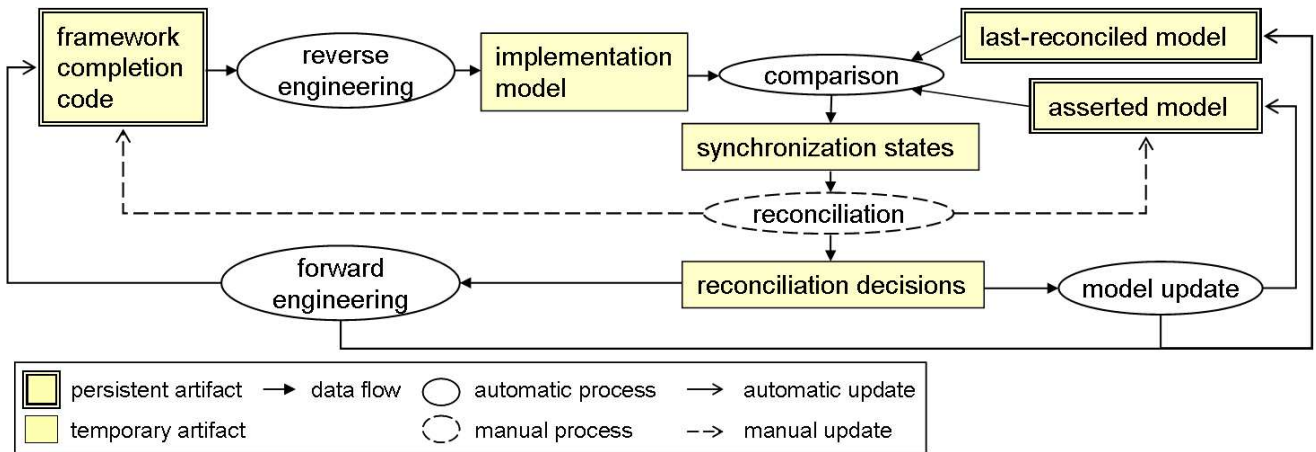 framework
completion
code
reverse
engineering
implementation
model
comparison
last-reconciled model
asserted model
synchronization states
reconciliation
forward
engineering
reconciliation decisions
model update
persistent artifact
data flow
automatic process
automatic update
temporary artifact
manual process
manual update